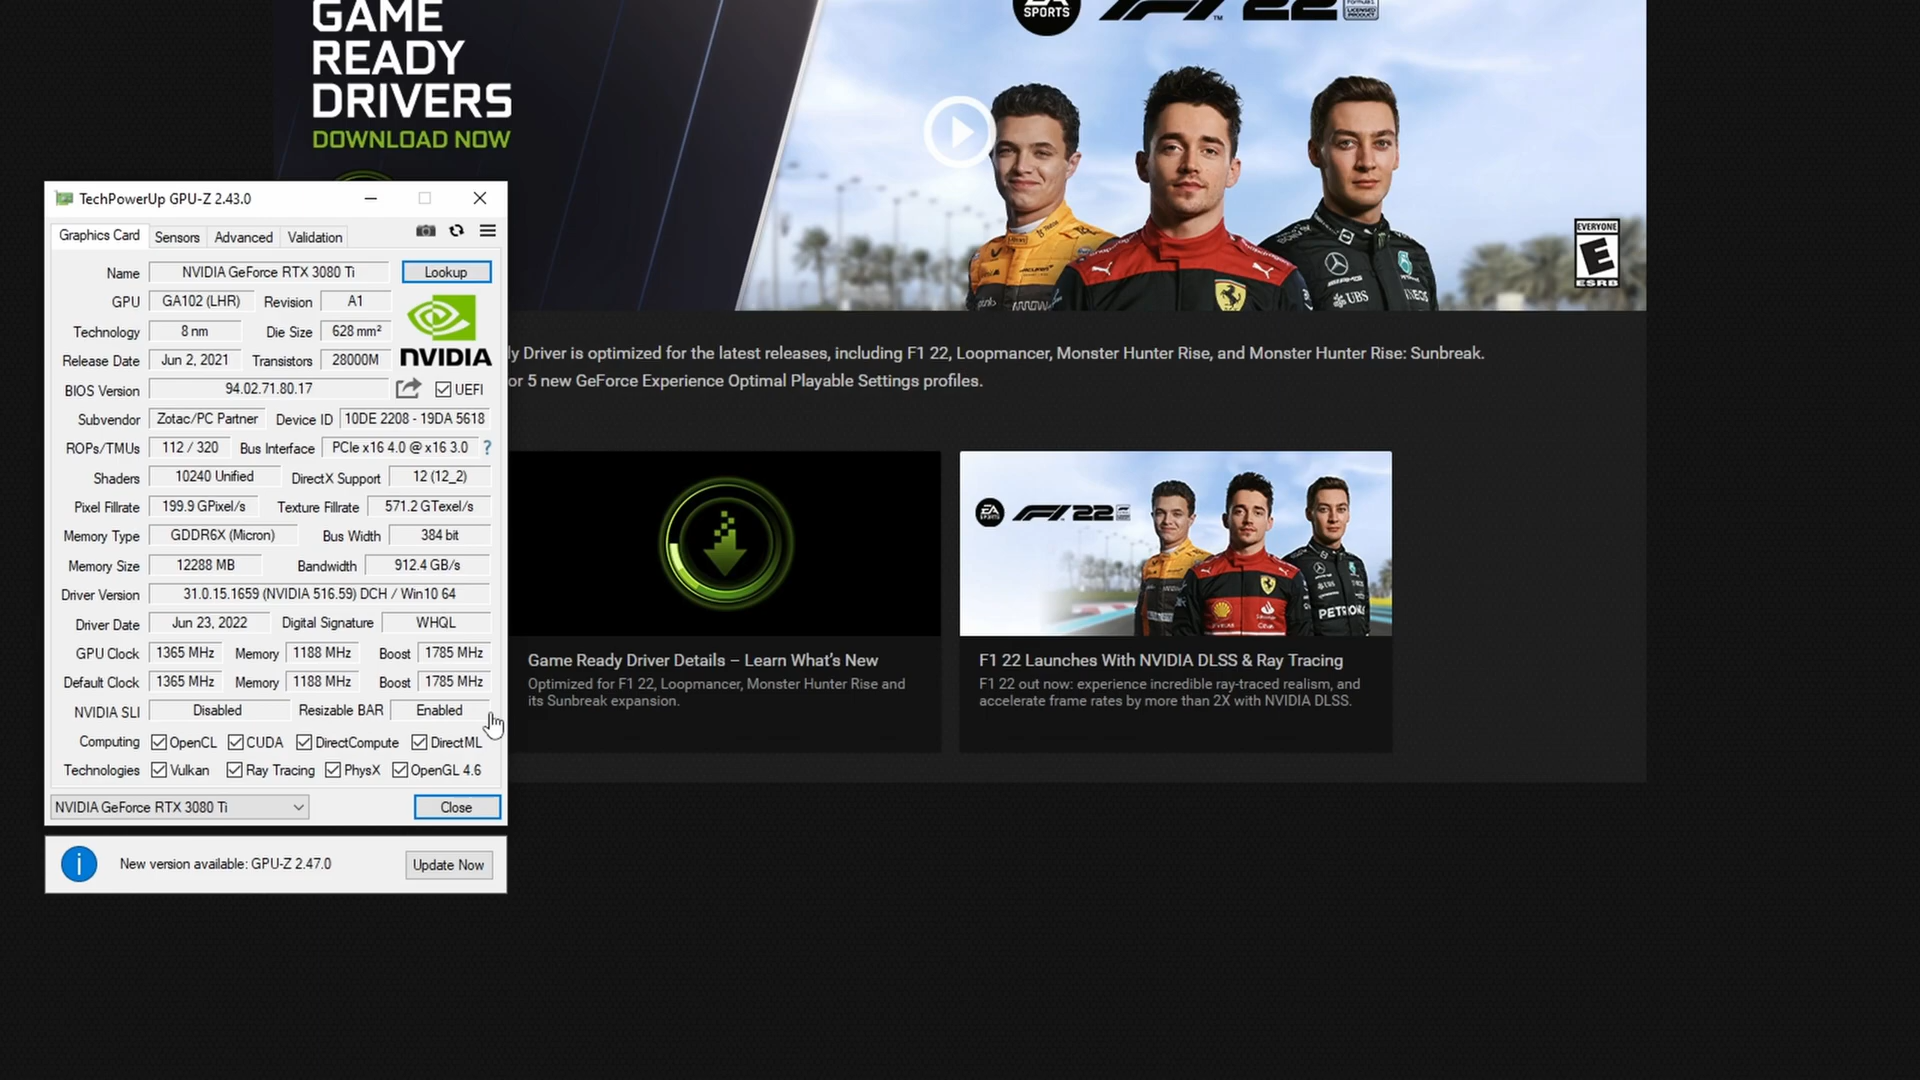 GAME
READY
DRIVERS
DOWNLOAD NOW
EA
SPORTS
F1 22
EVERYONE
E
ESRB
UBS
INEOS
TechPowerUp GPU-Z 2.43.0
Graphics Card Sensors Advanced Validation
Name NVIDIA GeForce RTX 3080 Ti Lookup
GPU GA102 (LHR) Revision A1
Technology 8 nm Die Size 628 mm²
Release Date Jun 2, 2021 Transistors 28000M
NVIDIA
BIOS Version 94.02.71.80.17 UEFI
Subvendor Zotac/PC Partner Device ID 10DE 2208 - 19DA 5618
ROPs/TMUs 112 / 320 Bus Interface PCIe x16 4.0 @ x16 3.0 ?
Shaders 10240 Unified DirectX Support 12 (12_2)
Pixel Fillrate 199.9 GPixel/s Texture Fillrate 571.2 GTexel/s
Memory Type GDDR6X (Micron) Bus Width 384 bit
Memory Size 12288 MB Bandwidth 912.4 GB/s
Driver Version 31.0.15.1659 (NVIDIA 516.59) DCH / Win10 64
Driver Date Jun 23, 2022 Digital Signature WHQL
GPU Clock 1365 MHz Memory 1188 MHz Boost 1785 MHz
Default Clock 1365 MHz Memory 1188 MHz Boost 1785 MHz
NVIDIA SLI Disabled Resizable BAR Enabled
Computing OpenCL CUDA DirectCompute DirectML
Technologies Vulkan Ray Tracing PhysX OpenGL 4.6
NVIDIA GeForce RTX 3080 Ti Close
New version available: GPU-Z 2.47.0 Update Now
ly Driver is optimized for the latest releases, including F1 22, Loopmancer, Monster Hunter Rise, and Monster Hunter Rise: Sunbreak.
or 5 new GeForce Experience Optimal Playable Settings profiles.
EA
SPORTS
F1 22
PETRONAS
Game Ready Driver Details – Learn What's New
Optimized for F1 22, Loopmancer, Monster Hunter Rise and
its Sunbreak expansion.
F1 22 Launches With NVIDIA DLSS & Ray Tracing
F1 22 out now: experience incredible ray-traced realism, and
accelerate frame rates by more than 2X with NVIDIA DLSS.